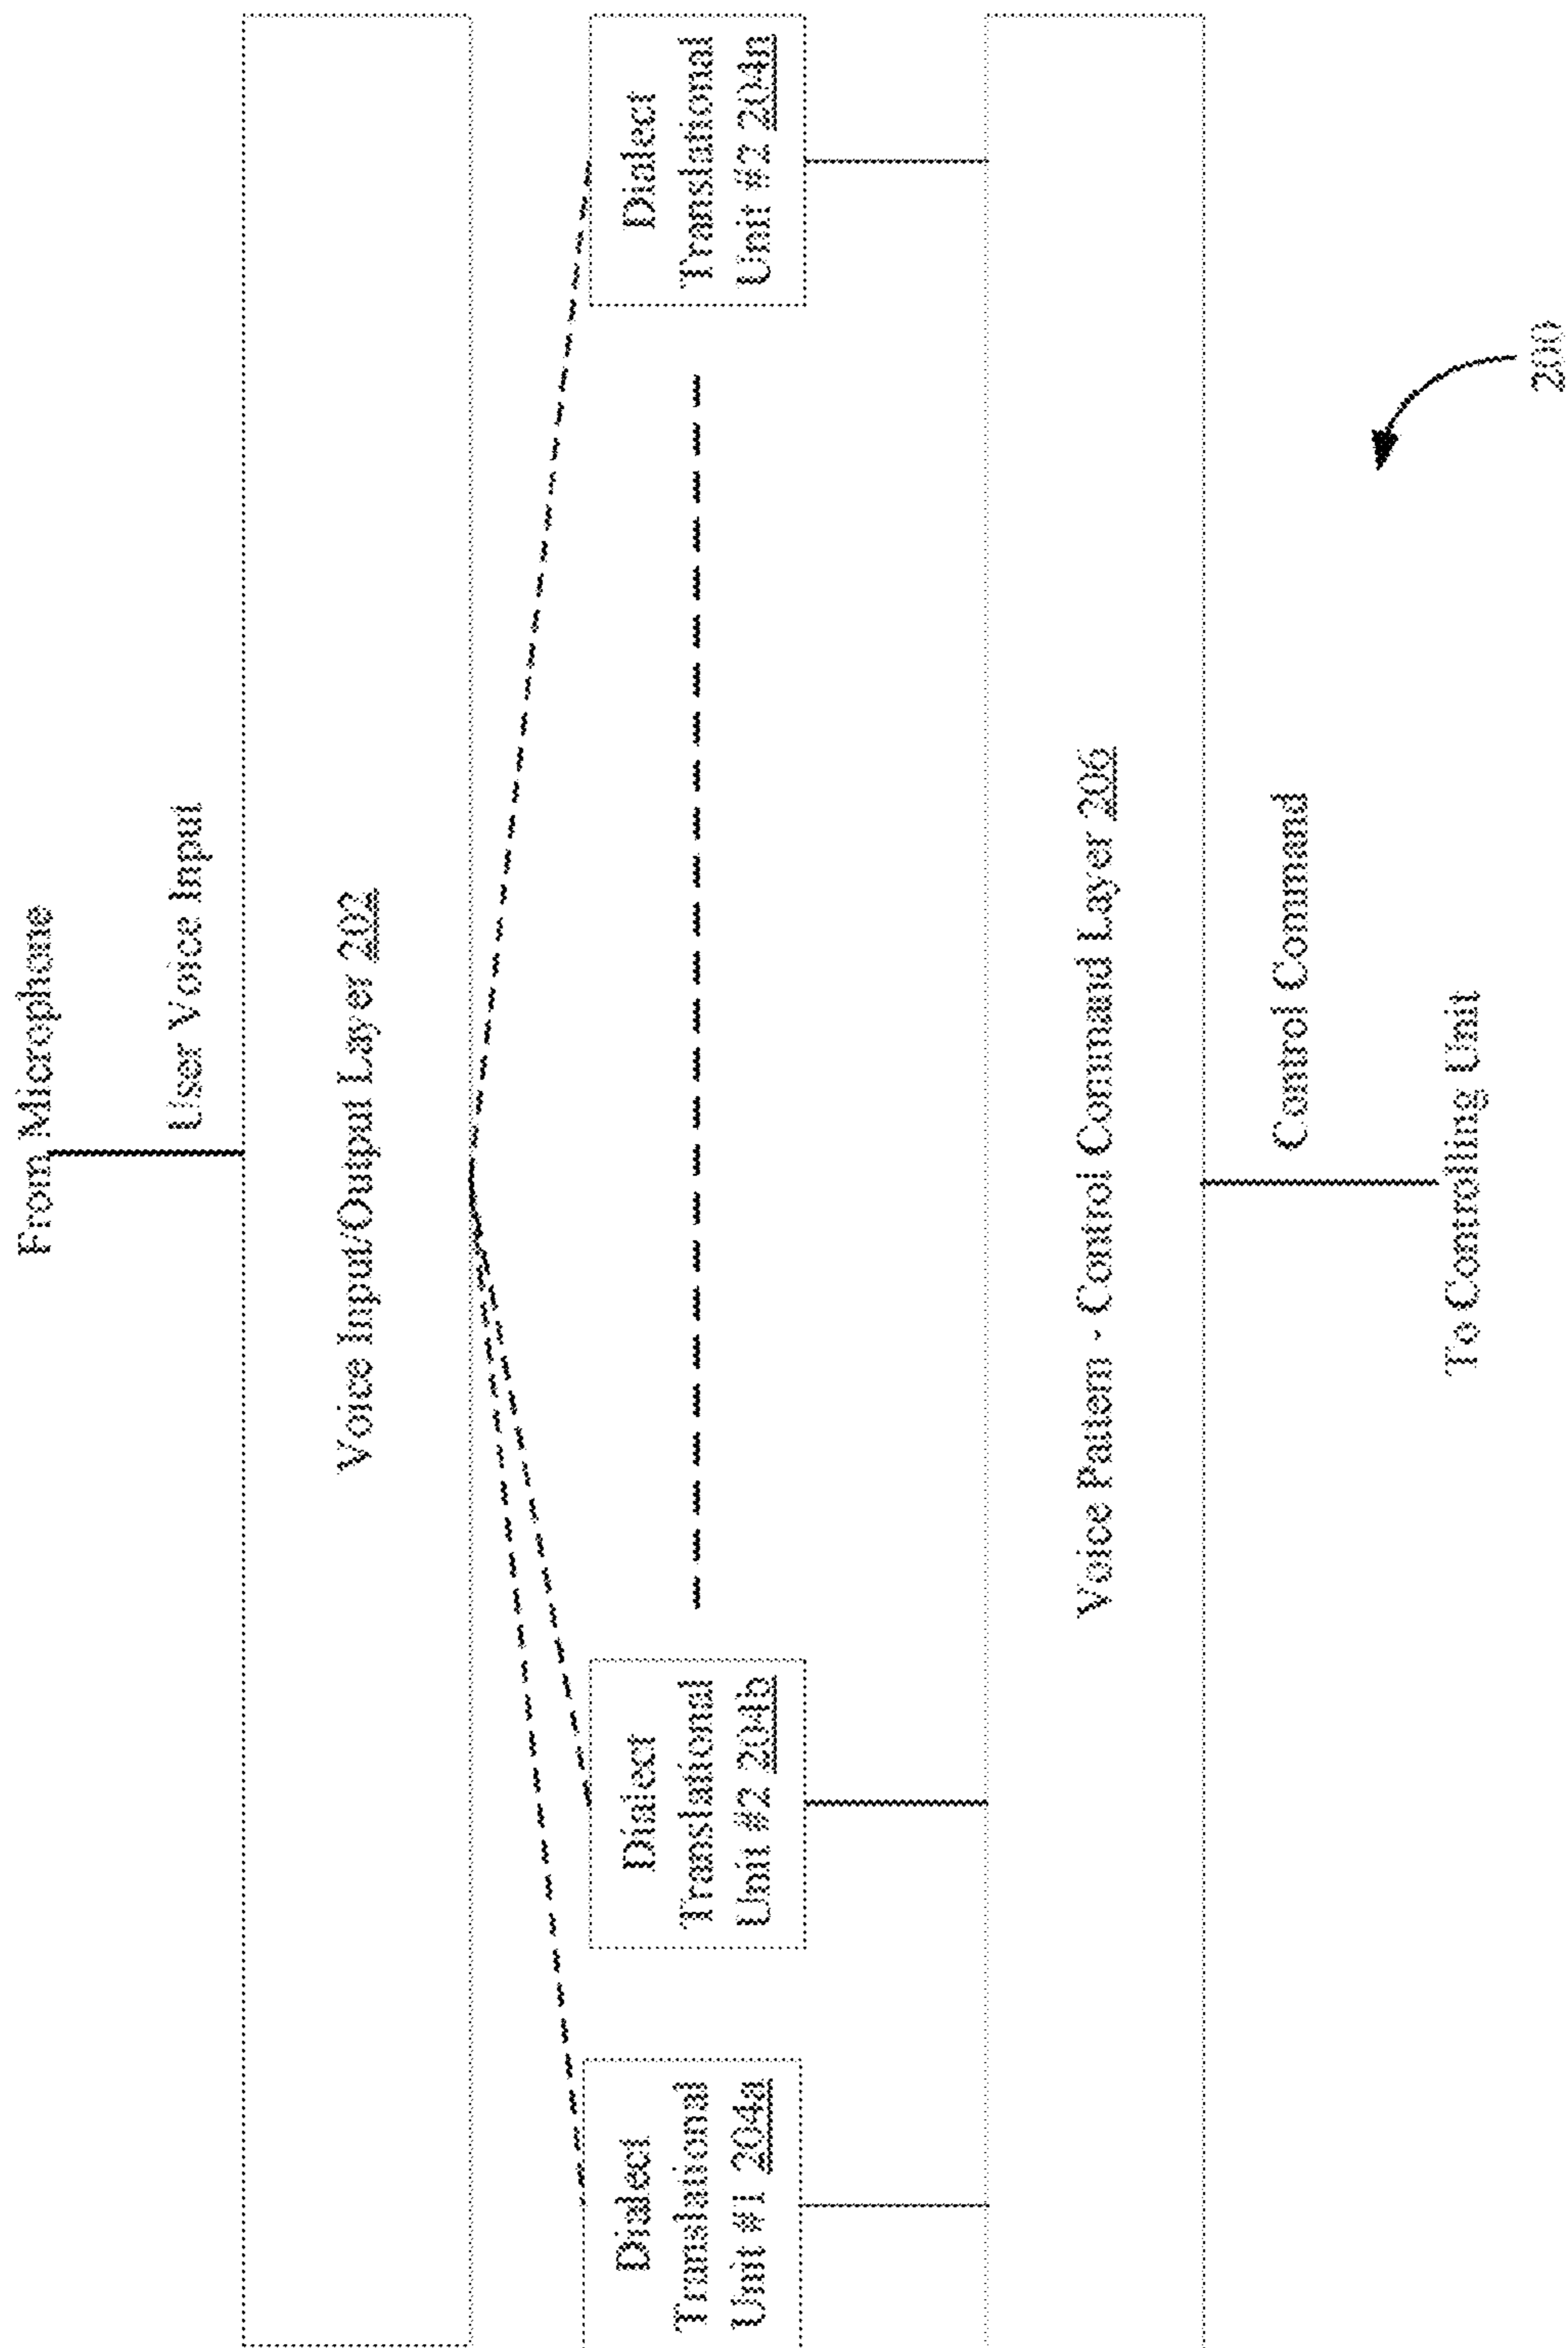 From Microphone
User Voice Input
Voice Input/Output Layer 202
Dialect
Translational
Unit #1 204a
Dialect
Translational
Unit #2 204b
Dialect
Translational
Unit #2 204n
Voice Pattern - Control Command Layer 206
Control Command
To Controlling Unit
200